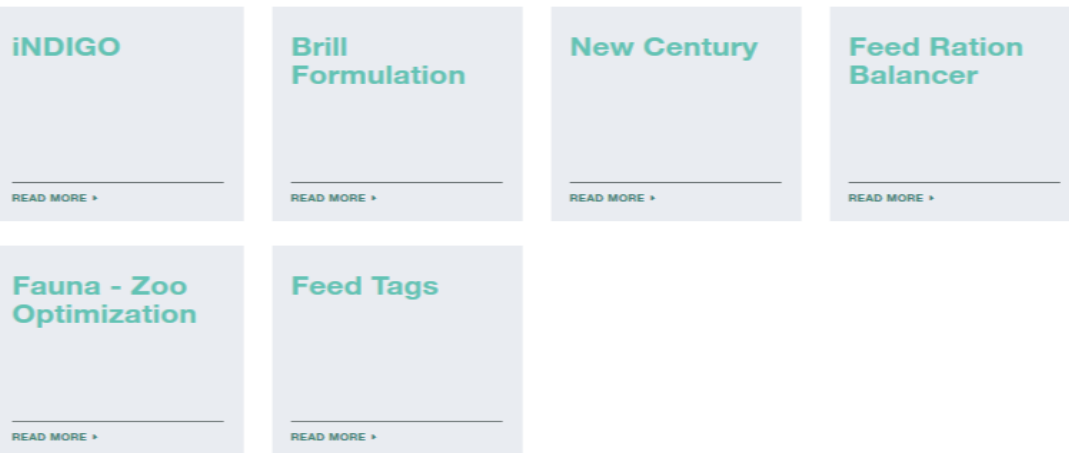 iNDIGO
READ MORE ▸
Brill
Formulation
READ MORE ▸
New Century
READ MORE ▸
Feed Ration
Balancer
READ MORE ▸
Fauna - Zoo
Optimization
READ MORE ▸
Feed Tags
READ MORE ▸